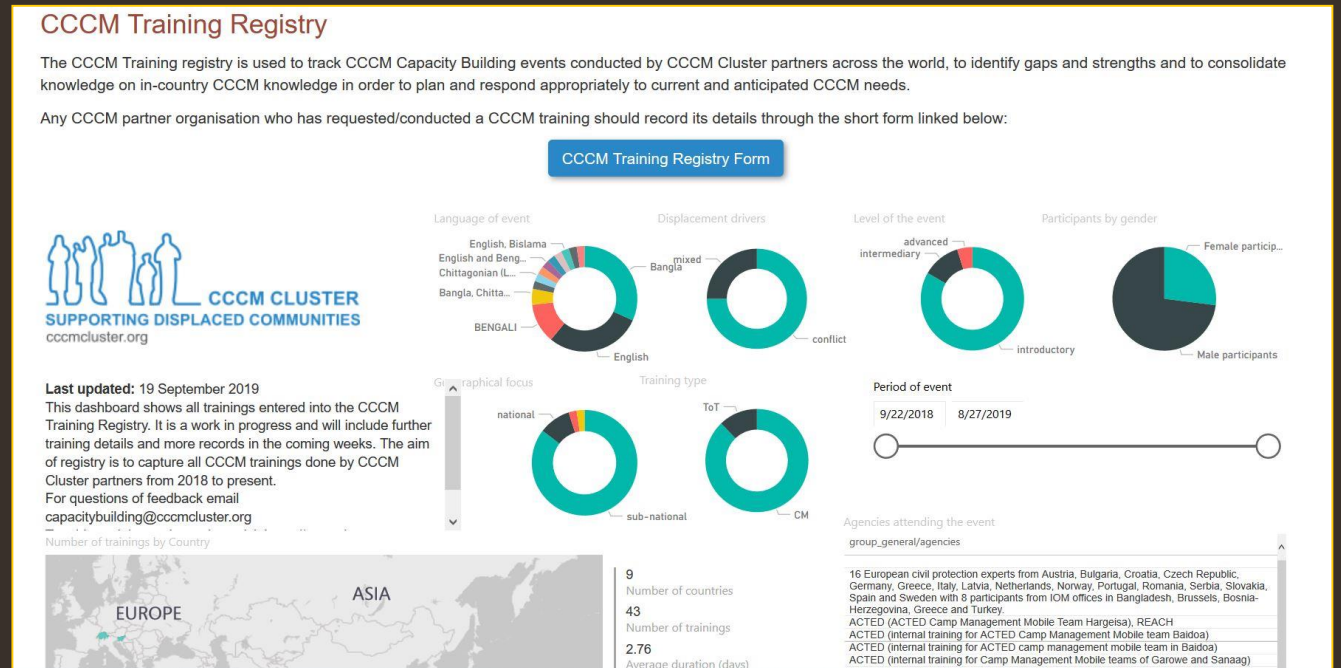 CCCM Training Registry
The CCCM Training registry is used to track CCCM Capacity Building events conducted by CCCM Cluster partners across the world, to identify gaps and strengths and to consolidate
knowledge on in-country CCCM knowledge in order to plan and respond appropriately to current and anticipated CCCM needs.
Any CCCM partner organisation who has requested/conducted a CCCM training should record its details through the short form linked below:
CCCM Training Registry Form
CCCM CLUSTER
SUPPORTING DISPLACED COMMUNITIES
cccmcluster.org
Language of event
English, Bislama
English and Beng...
Chittagonian (L...
Bangla, Chitta...
BENGALI
English
Bangla
Displacement drivers
mixed
conflict
Level of the event
advanced
intermediary
introductory
Participants by gender
Female particip...
Male participants
Last updated: 19 September 2019
This dashboard shows all trainings entered into the CCCM
Training Registry. It is a work in progress and will include further
training details and more records in the coming weeks. The aim
of registry is to capture all CCCM trainings done by CCCM
Cluster partners from 2018 to present.
For questions of feedback email
capacitybuilding@cccmcluster.org
Geographical focus
national
sub-national
Training type
ToT
CM
Period of event
9/22/2018 8/27/2019
Number of trainings by Country
EUROPE
ASIA
9
Number of countries
43
Number of trainings
2.76
Average duration (days)
Agencies attending the event
group_general/agencies
16 European civil protection experts from Austria, Bulgaria, Croatia, Czech Republic,
Germany, Greece, Italy, Latvia, Netherlands, Norway, Portugal, Romania, Serbia, Slovakia,
Spain and Sweden with 8 participants from IOM offices in Bangladesh, Brussels, Bosnia-
Herzegovina, Greece and Turkey.
ACTED (ACTED Camp Management Mobile Team Hargeisa), REACH
ACTED (internal training for ACTED Camp Management Mobile team Baidoa)
ACTED (internal training for ACTED camp management mobile team in Baidoa)
ACTED (internal training for Camp Management Mobile teams of Garowe and Sanaag)